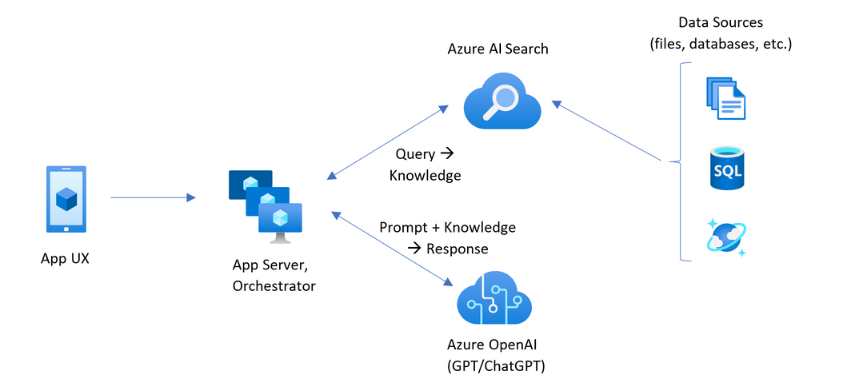 Data Sources
(files, databases, etc.)
Azure AI Search
SQL
Query →
Knowledge
Prompt + Knowledge
→ Response
App UX
App Server,
Orchestrator
Azure OpenAI
(GPT/ChatGPT)